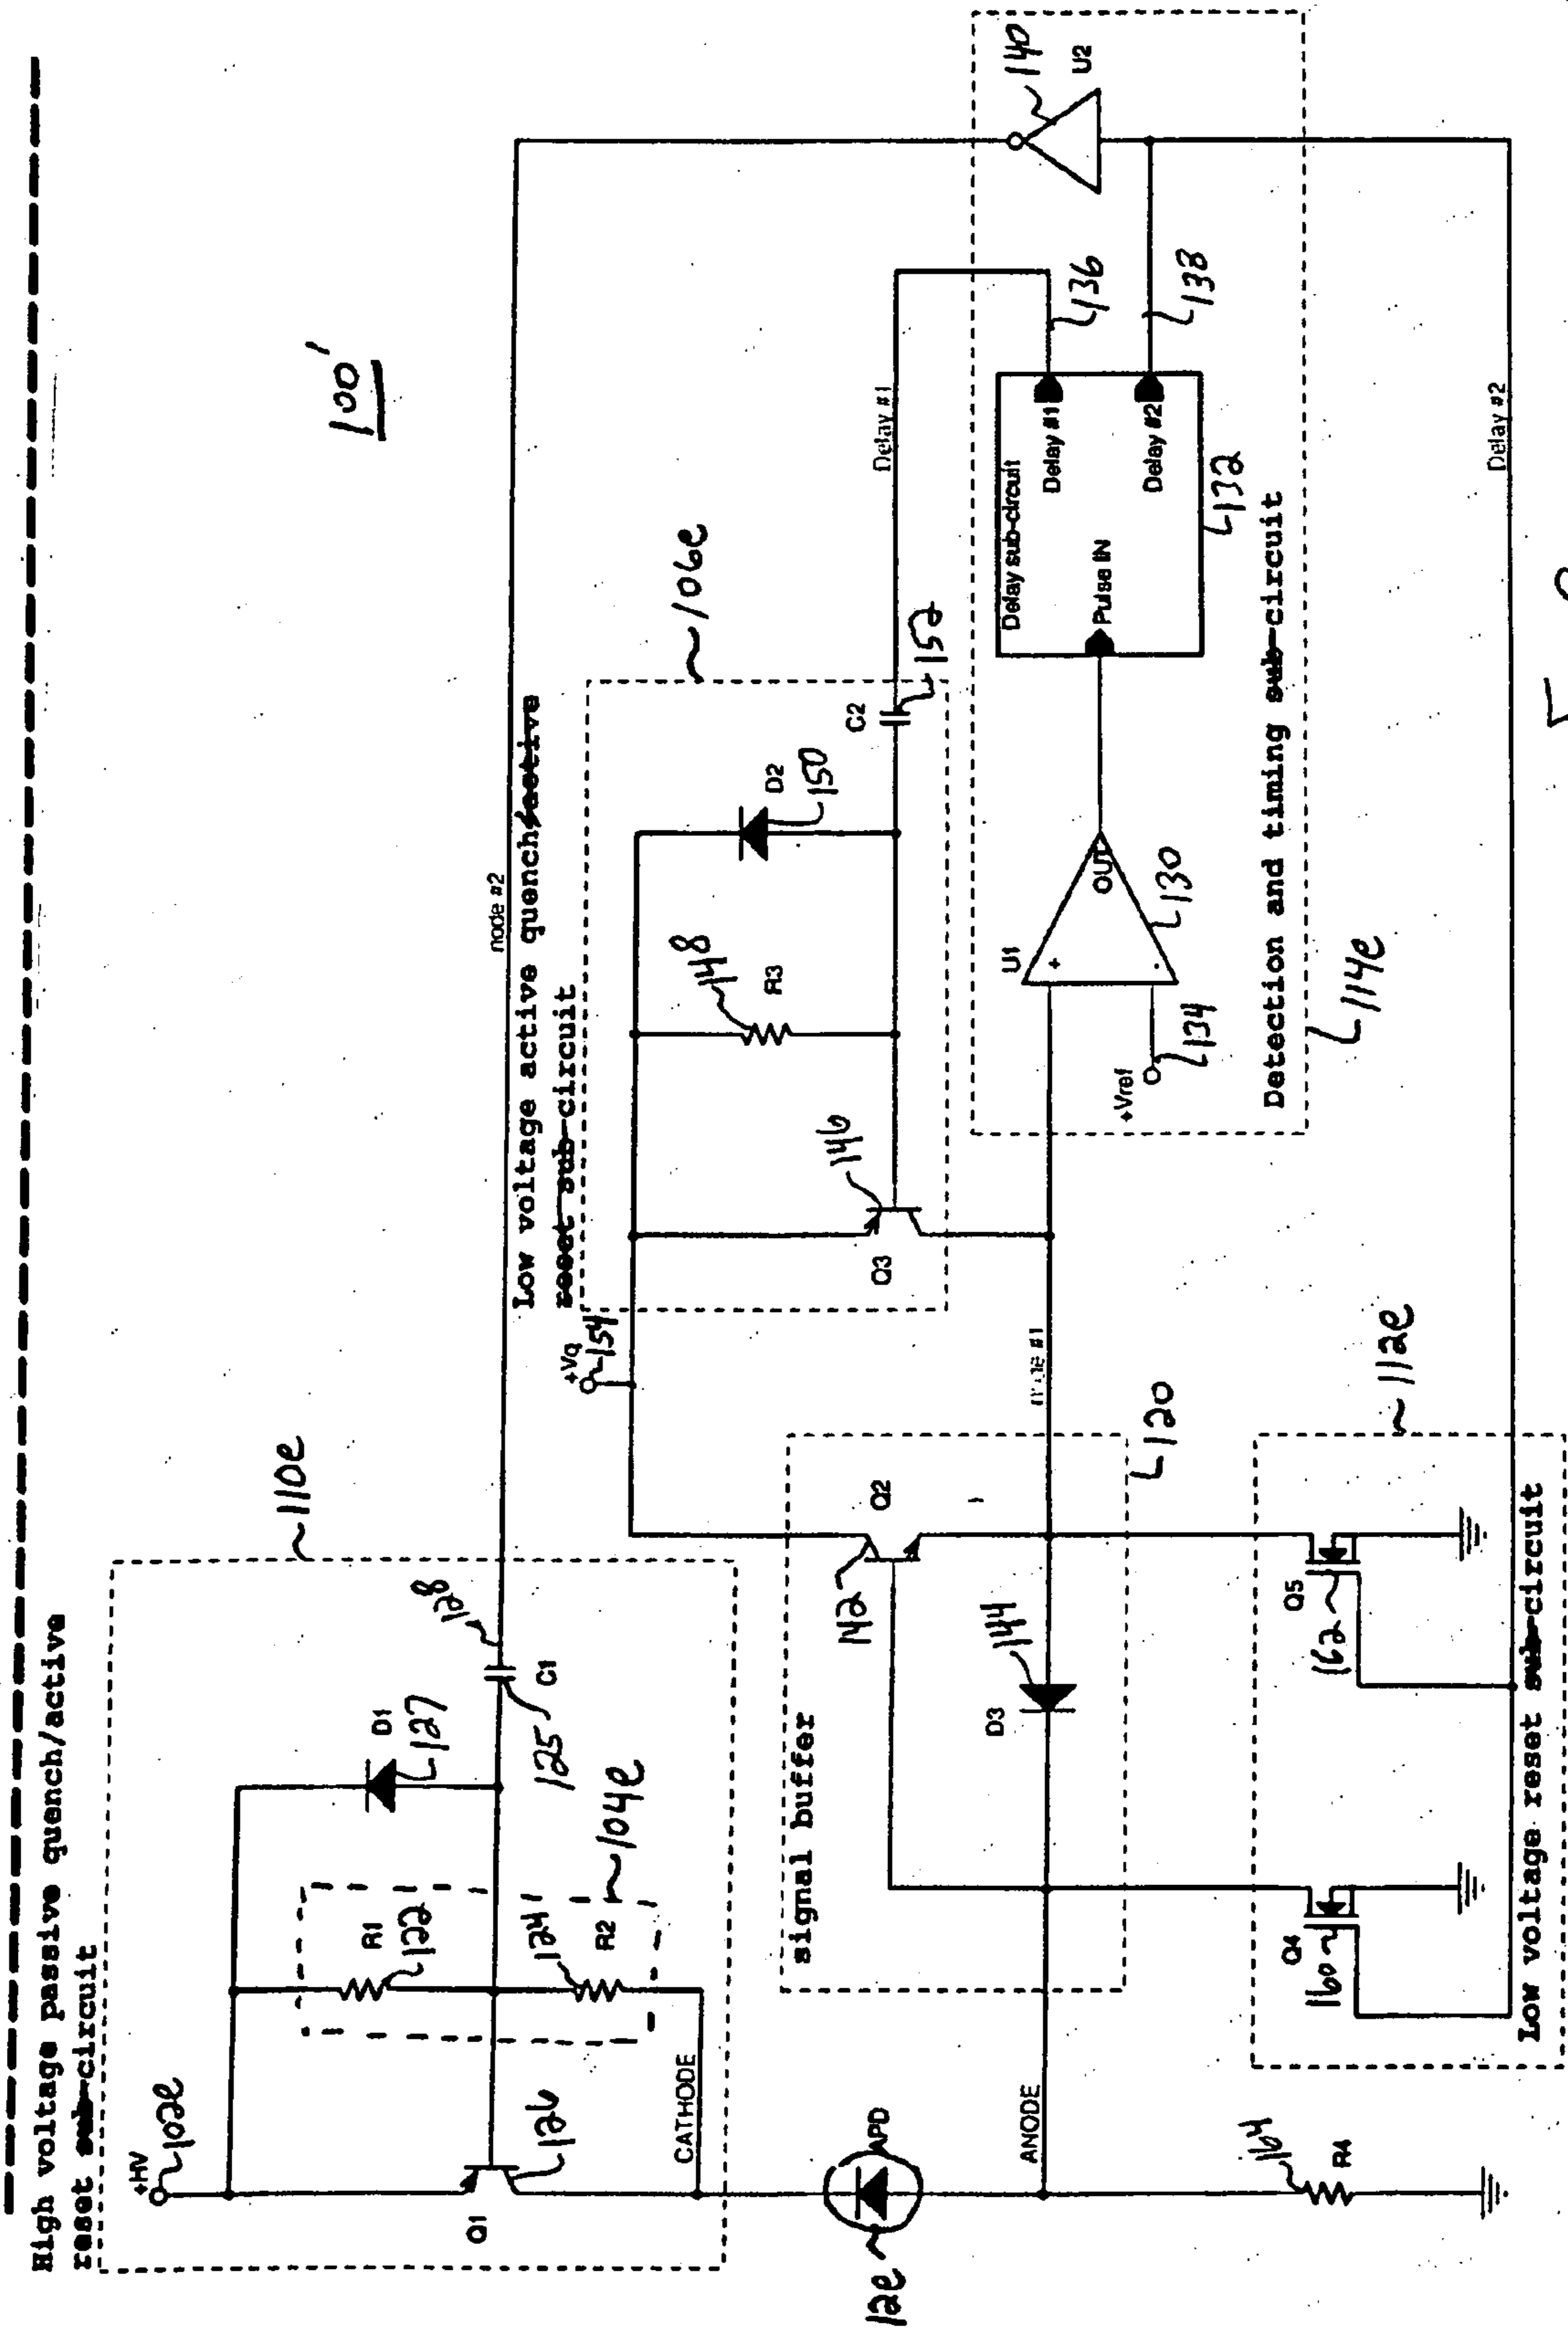 High voltage passive quench/active
reset sub-circuit
~110e
+HV
102e
Q1
126
R1
122
124
R2
104e
D1
127
128
125
C1
CATHODE
100'
node #2
Low voltage active quench/active
reset sub-circuit
~106e
+Vq
154
148
R3
D2
150
C2
152
146
Q3
Delay #1
12e
APD
ANODE
164
R4
signal buffer
142
Q2
D3
144
120
U1
+
-
OUT
130
+Vref
134
Delay sub-circuit
Pulse IN
Delay #1
Delay #2
132
136
138
140
U2
Detection and timing sub-circuit
114e
~112e
Q4
160
Q5
162
Low voltage reset sub-circuit
Delay #2